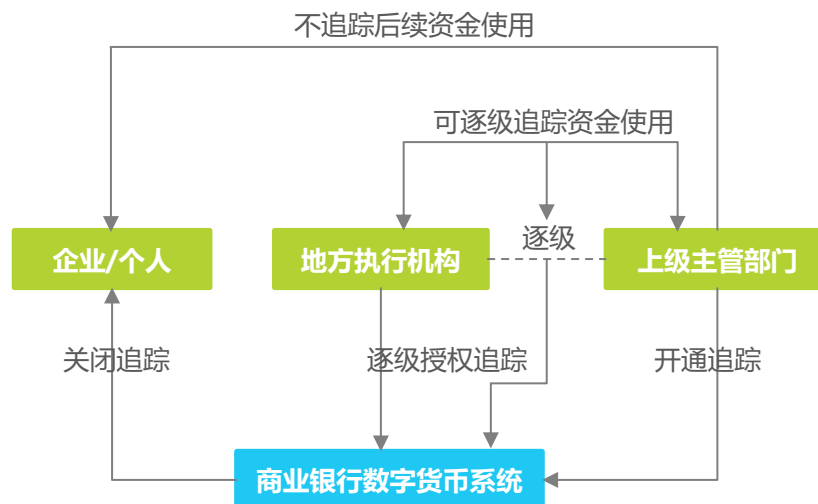 不追踪后续资金使用
可逐级追踪资金使用
企业/个人
地方执行机构
逐级
上级主管部门
关闭追踪
逐级授权追踪
开通追踪
商业银行数字货币系统